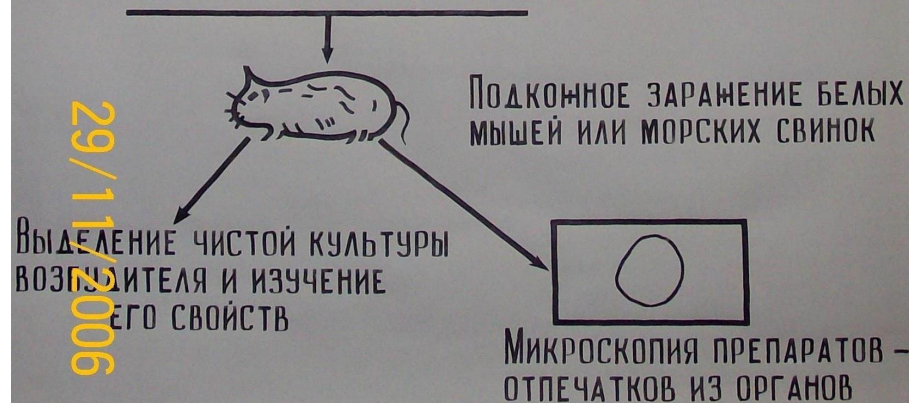 Подкожное заражение белых
мышей или морских свинок
Выделение чистой культуры
возбудителя и изучение
его свойств
Микроскопия препаратов –
отпечатков из органов
29/11/2006